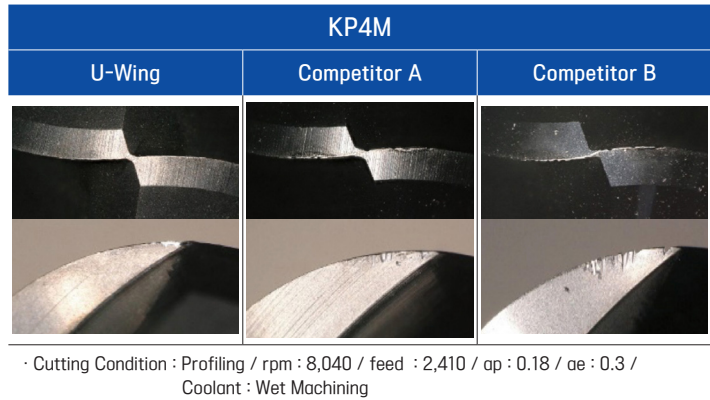 KP4M
U-Wing
Competitor A
Competitor B
· Cutting Condition : Profiling / rpm : 8,040 / feed : 2,410 / ap : 0.18 / ae : 0.3 /
Coolant : Wet Machining